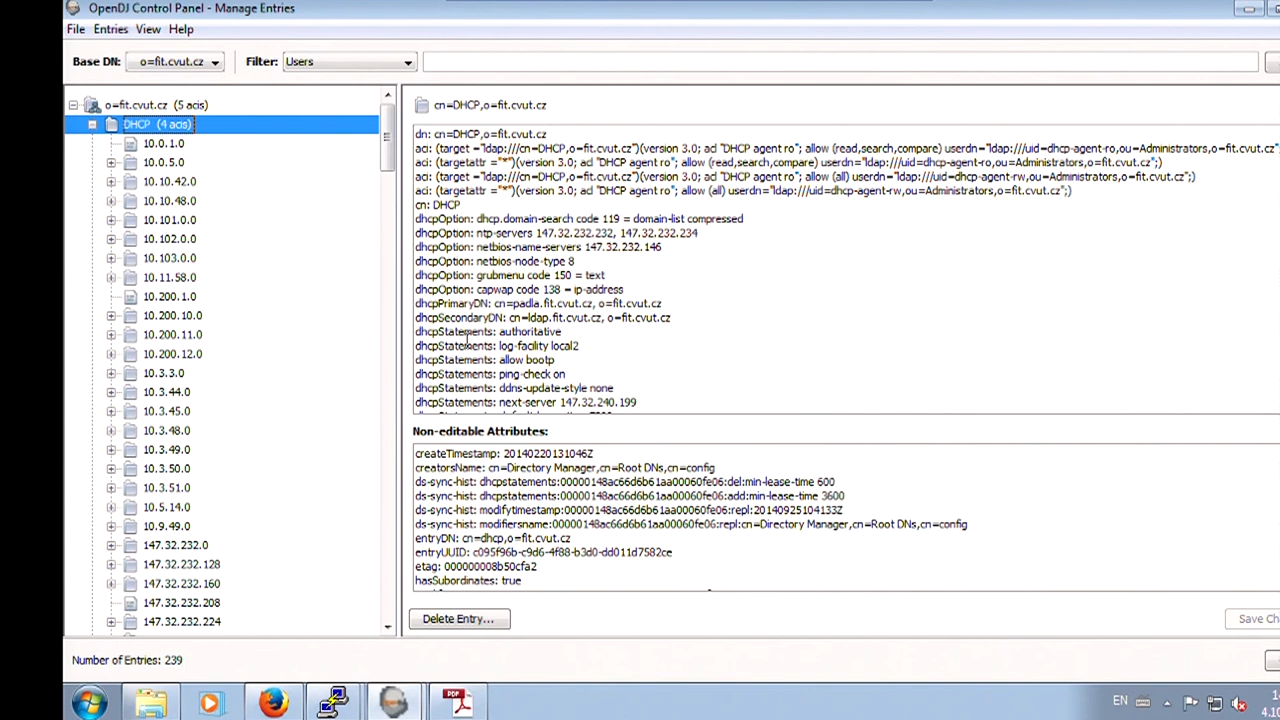 OpenDJ Control Panel - Manage Entries
File Entries View Help
Base DN: o=fit.cvut.cz Filter: Users
o=fit.cvut.cz (5 acis)
DHCP (4 acis)
10.0.1.0
10.0.5.0
10.10.42.0
10.10.48.0
10.101.0.0
10.102.0.0
10.103.0.0
10.11.58.0
10.200.1.0
10.200.10.0
10.200.11.0
10.200.12.0
10.3.3.0
10.3.44.0
10.3.45.0
10.3.48.0
10.3.49.0
10.3.50.0
10.3.51.0
10.5.14.0
10.9.49.0
147.32.232.0
147.32.232.128
147.32.232.160
147.32.232.208
147.32.232.224
cn=DHCP,o=fit.cvut.cz
dn: cn=DHCP,o=fit.cvut.cz
aci: (target ="ldap:///cn=DHCP,o=fit.cvut.cz")(version 3.0; acl "DHCP agent ro"; allow (read,search,compare) userdn="ldap:///uid=dhcp-agent-ro,ou=Administrators,o=fit.cvut.cz";
aci: (targetattr ="*")(version 3.0; acl "DHCP agent ro"; allow (read,search,compare) userdn="ldap:///uid=dhcp-agent-ro,ou=Administrators,o=fit.cvut.cz";)
aci: (target ="ldap:///cn=DHCP,o=fit.cvut.cz")(version 3.0; acl "DHCP agent ro"; allow (all) userdn="ldap:///uid=dhcp-agent-rw,ou=Administrators,o=fit.cvut.cz";)
aci: (targetattr ="*")(version 3.0; acl "DHCP agent ro"; allow (all) userdn="ldap:///uid=dhcp-agent-rw,ou=Administrators,o=fit.cvut.cz";)
cn: DHCP
dhcpOption: dhcp.domain-search code 119 = domain-list compressed
dhcpOption: ntp-servers 147.32.232.232, 147.32.232.234
dhcpOption: netbios-name-servers 147.32.232.146
dhcpOption: netbios-node-type 8
dhcpOption: grubmenu code 150 = text
dhcpOption: capwap code 138 = ip-address
dhcpPrimaryDN: cn=padla.fit.cvut.cz, o=fit.cvut.cz
dhcpSecondaryDN: cn=ldap.fit.cvut.cz, o=fit.cvut.cz
dhcpStatements: authoritative
dhcpStatements: log-facility local2
dhcpStatements: allow bootp
dhcpStatements: ping-check on
dhcpStatements: ddns-update-style none
dhcpStatements: next-server 147.32.240.199
Non-editable Attributes:
createTimestamp: 20140220131046Z
creatorsName: cn=Directory Manager,cn=Root DNs,cn=config
ds-sync-hist: dhcpstatements:00000148ac66d6b61aa00060fe06:del:min-lease-time 600
ds-sync-hist: dhcpstatements:00000148ac66d6b61aa00060fe06:add:min-lease-time 3600
ds-sync-hist: modifytimestamp:00000148ac66d6b61aa00060fe06:repl:20140925104133Z
ds-sync-hist: modifiersname:00000148ac66d6b61aa00060fe06:repl:cn=Directory Manager,cn=Root DNs,cn=config
entryDN: cn=dhcp,o=fit.cvut.cz
entryUUID: c095f96b-c9d6-4f88-b3d0-dd011d7582ce
etag: 000000008b50cfa2
hasSubordinates: true
Delete Entry...
Save Ch
Number of Entries: 239
EN
4.10